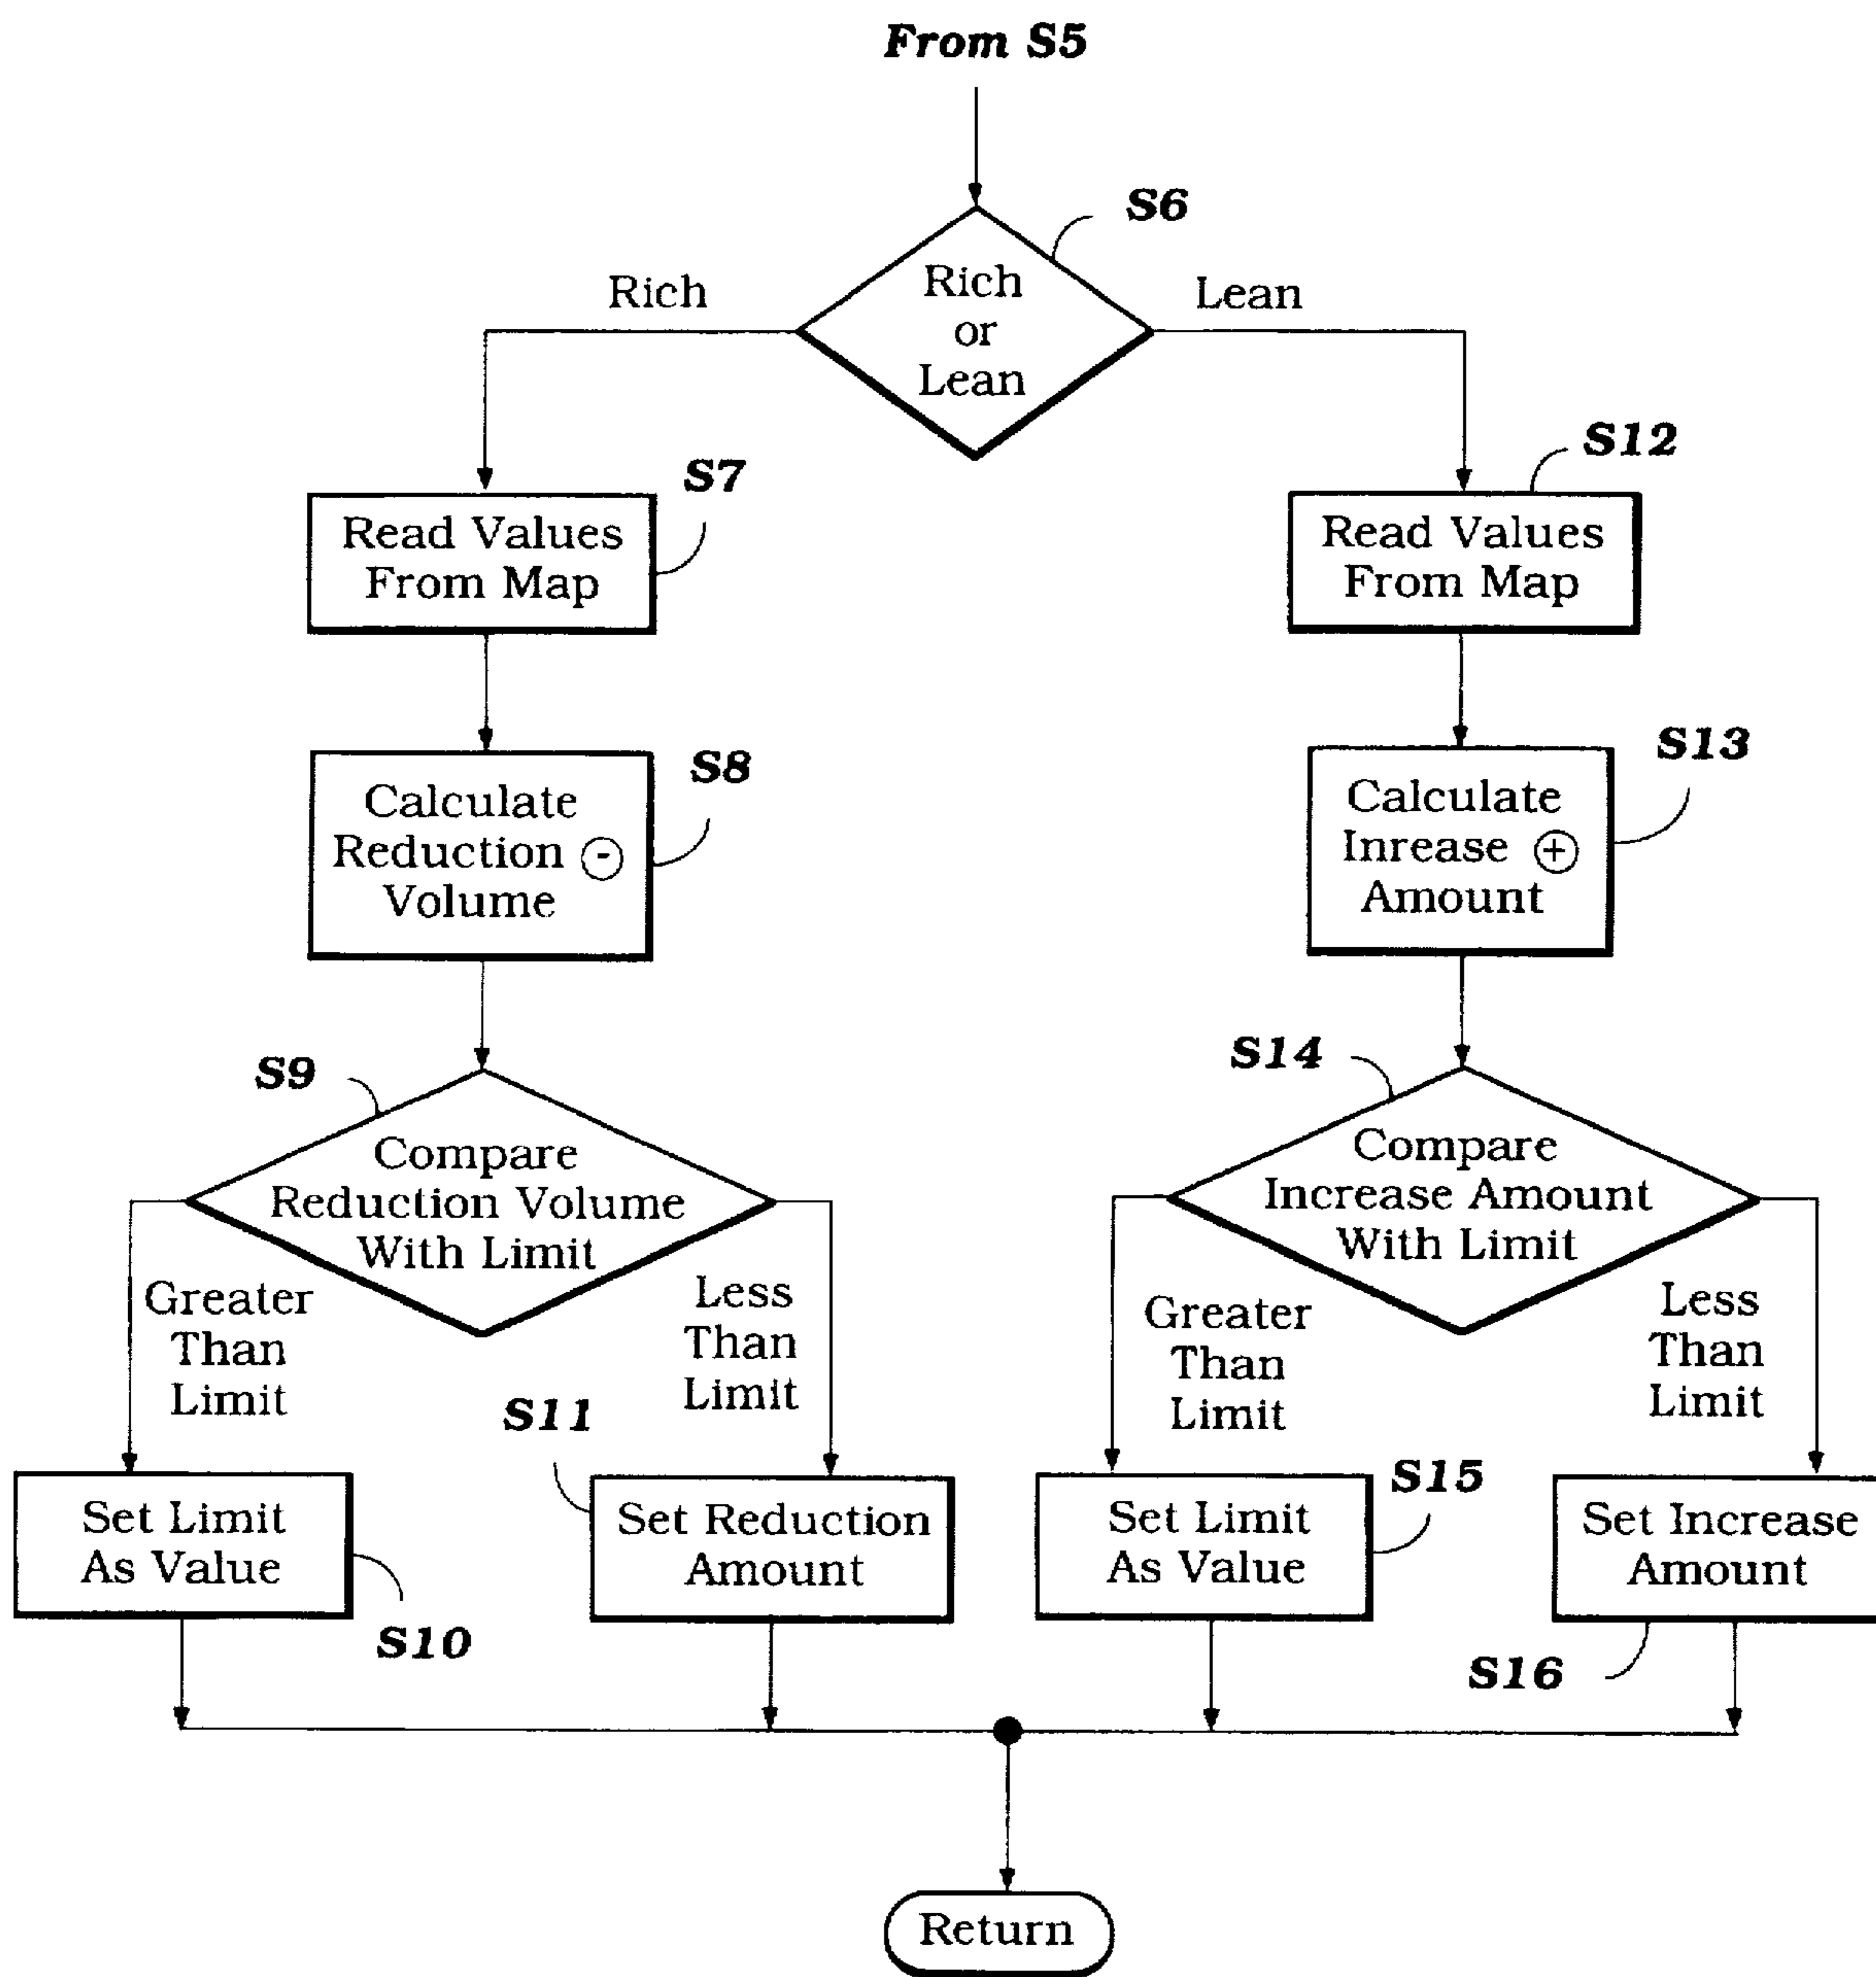 From S5
S6
Rich
or
Lean
Rich
Lean
S7
Read Values
From Map
S12
Read Values
From Map
S8
Calculate
Reduction -
Volume
S13
Calculate
Inrease +
Amount
S9
Compare
Reduction Volume
With Limit
S14
Compare
Increase Amount
With Limit
Greater
Than
Limit
Less
Than
Limit
Greater
Than
Limit
Less
Than
Limit
S11
S15
Set Limit
As Value
Set Reduction
Amount
Set Limit
As Value
Set Increase
Amount
S10
S16
Return